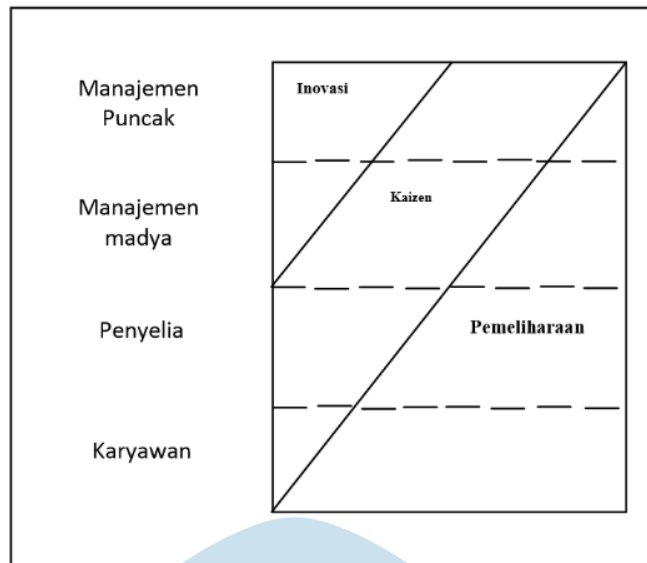 Manajemen
Puncak
Inovasi
Manajemen
madya
Kaizen
Penyelia
Pemeliharaan
Karyawan